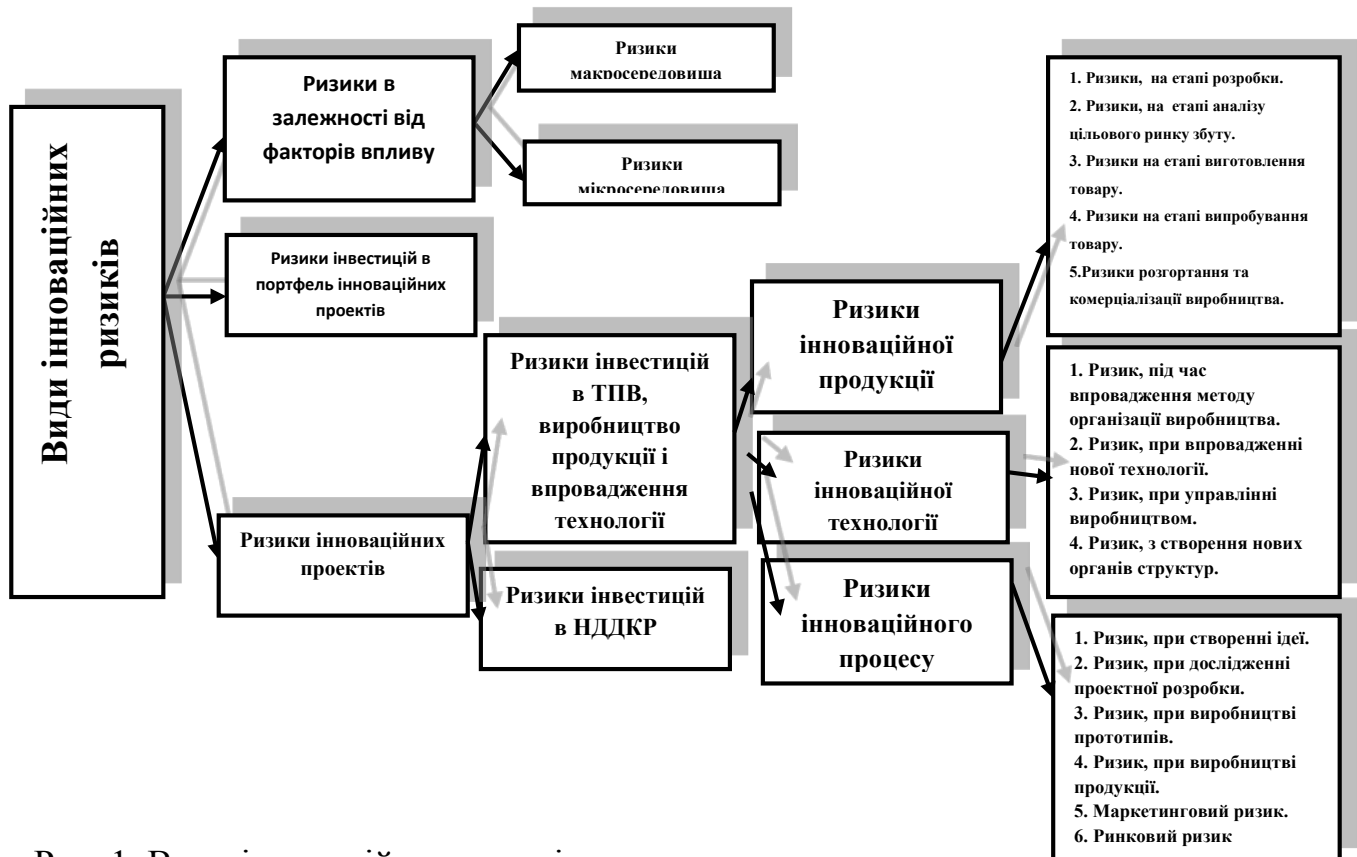 Види інноваційних
ризиків
Ризики в
залежності від
факторів впливу
Ризики
макросередовища
Ризики
мікросередовища
Ризики інвестицій в
портфель інноваційних
проектів
Ризики інноваційних
проектів
Ризики інвестицій
в ТПВ,
виробництво
продукції і
впровадження
технології
Ризики інвестицій
в НДДКР
Ризики
інноваційної
продукції
Ризики
інноваційної
технології
Ризики
інноваційного
процесу
1. Ризики, на етапі розробки.
2. Ризики, на етапі аналізу
цільового ринку збуту.
3. Ризики на етапі виготовлення
товару.
4. Ризики на етапі випробування
товару.
5.Ризики розгортання та
комерціалізації виробництва.
1. Ризик, під час
впровадження методу
організації виробництва.
2. Ризик, при впровадженні
нової технології.
3. Ризик, при управлінні
виробництвом.
4. Ризик, з створення нових
органів структур.
1. Ризик, при створенні ідеї.
2. Ризик, при дослідженні
проектної розробки.
3. Ризик, при виробництві
прототипів.
4. Ризик, при виробництві
продукції.
5. Маркетинговий ризик.
6. Ринковий ризик